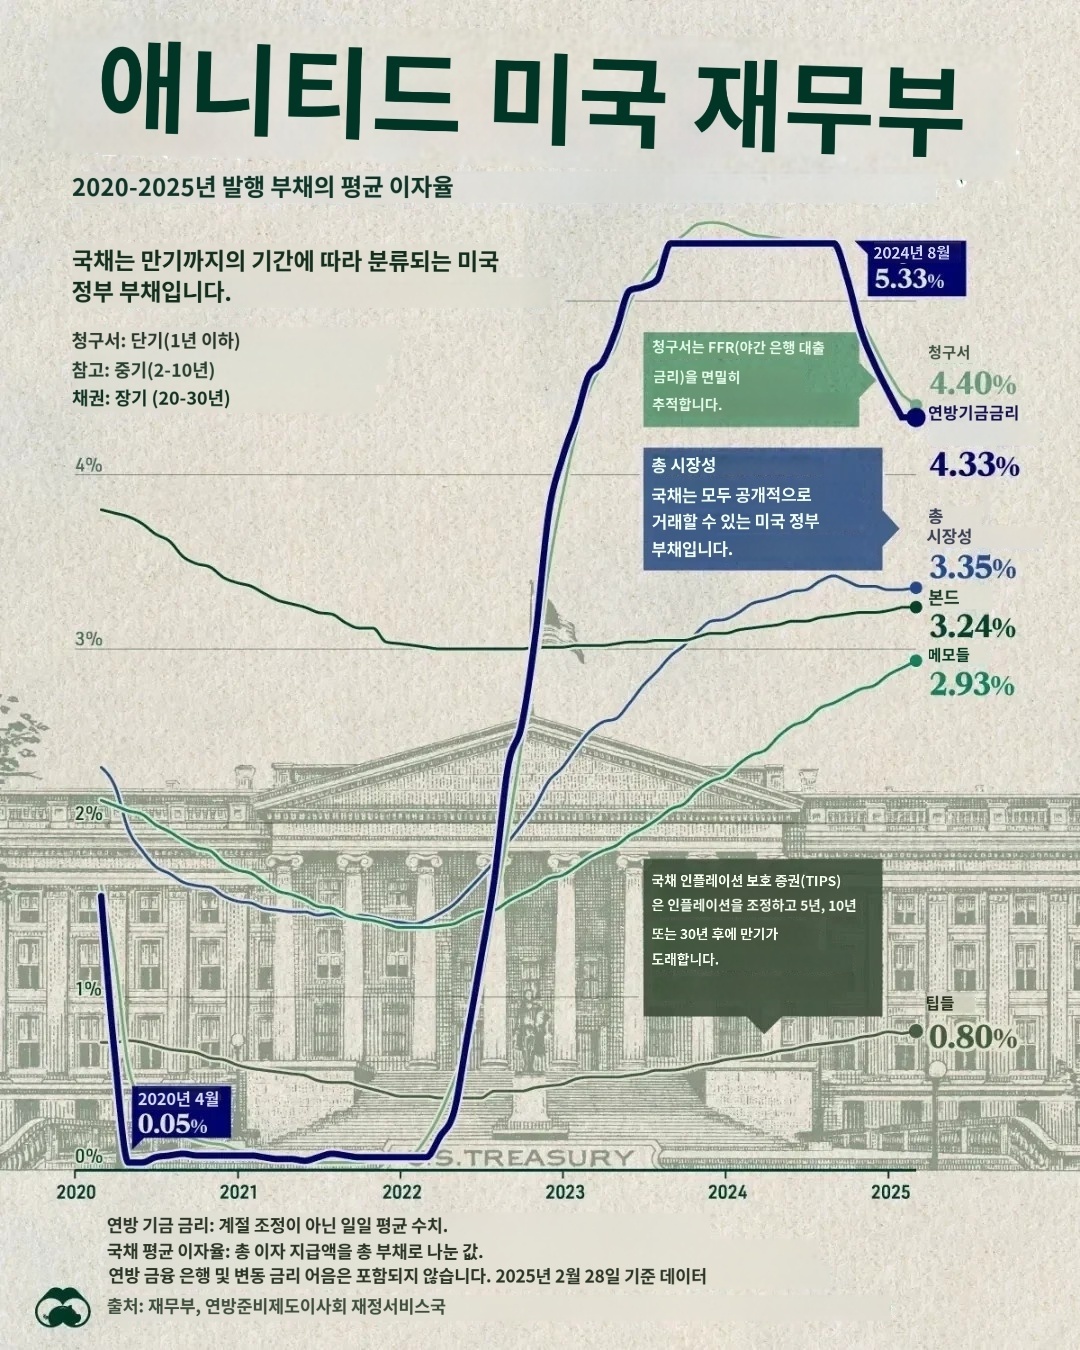 애니티드 미국 재무부
2020-2025년 발행 부채의 평균 이자율
국채는 만기까지의 기간에 따라 분류되는 미국
정부 부채입니다.
청구서: 단기(1년 이하)
참고: 중기(2-10년)
채권: 장기 (20-30년)
2024년 8월
5.33%
청구서는 FFR(야간 은행 대출
금리)을 면밀히
추적합니다.
청구서
4.40%
연방기금금리
4.33%
4%
총 시장성
국채는 모두 공개적으로
거래할 수 있는 미국 정부
부채입니다.
총
시장성
3.35%
본드
3.24%
메모들
2.93%
3%
2%
국채 인플레이션 보호 증권(TIPS)
은 인플레이션을 조정하고 5년, 10년
또는 30년 후에 만기가
도래합니다.
1%
팁들
0.80%
2020년 4월
0.05%
0%
U.S.TREASURY
2020 2021 2022 2023 2024 2025
연방 기금 금리: 계절 조정이 아닌 일일 평균 수치.
국채 평균 이자율: 총 이자 지급액을 총 부채로 나눈 값.
연방 금융 은행 및 변동 금리 어음은 포함되지 않습니다. 2025년 2월 28일 기준 데이터
출처: 재무부, 연방준비제도이사회 재정서비스국